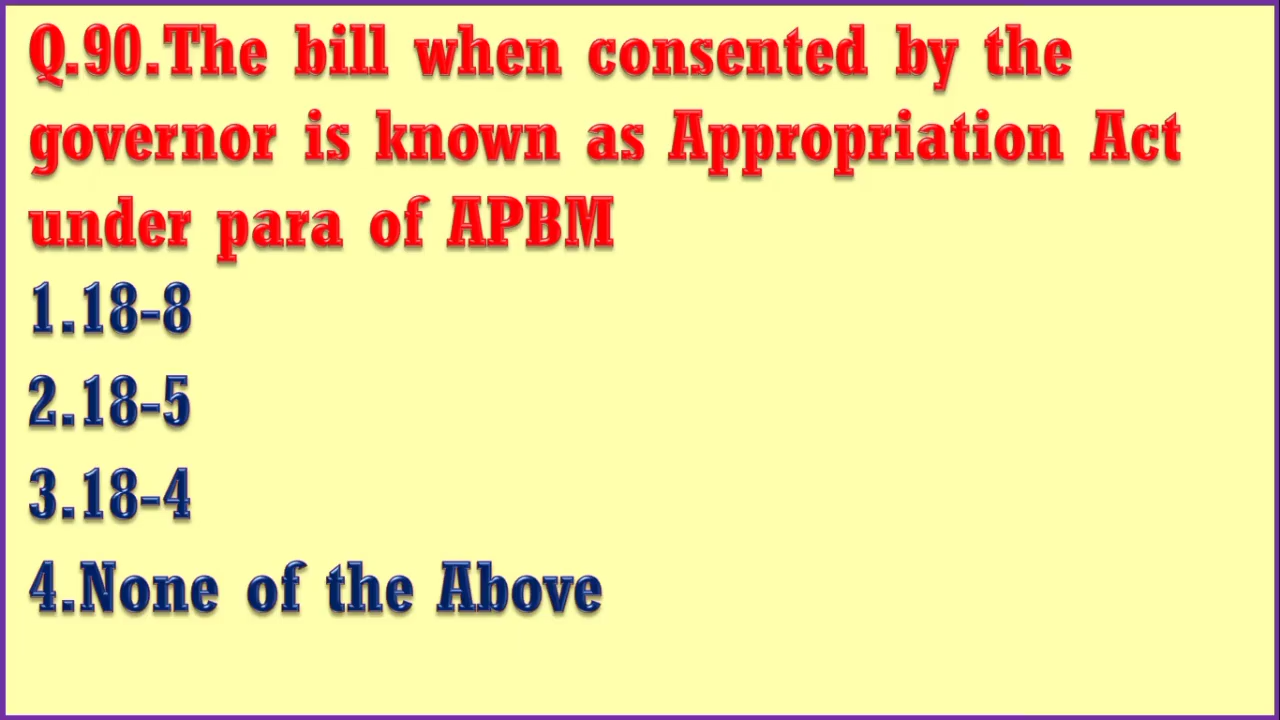 Q.90.The bill when consented by the
governor is known as Appropriation Act
under para of APBM
1.18-8
2.18-5
3.18-4
4.None of the Above